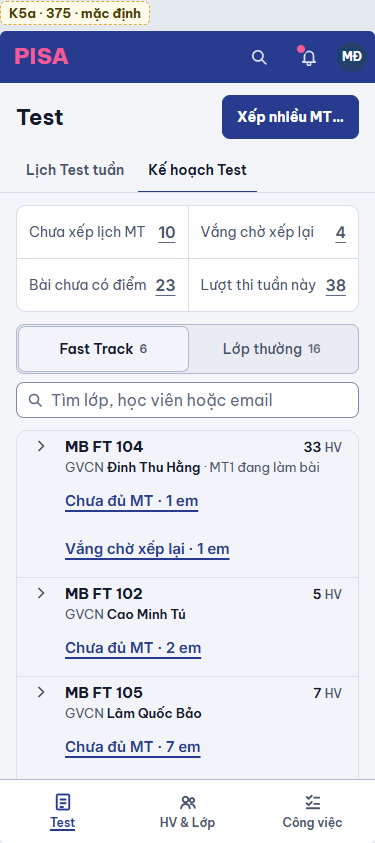 K5a · 375 · mặc định
PISA
MĐ
Test
Xếp nhiều MT...
Lịch Test tuần
Kế hoạch Test
Chưa xếp lịch MT 10
Vắng chờ xếp lại 4
Bài chưa có điểm 23
Lượt thi tuần này 38
Fast Track 6
Lớp thường 16
Tìm lớp, học viên hoặc email
MB FT 104 33 HV
GVCN Đinh Thu Hằng · MT1 đang làm bài
Chưa đủ MT · 1 em
Vắng chờ xếp lại · 1 em
MB FT 102 5 HV
GVCN Cao Minh Tú
Chưa đủ MT · 2 em
MB FT 105 7 HV
GVCN Lâm Quốc Bảo
Chưa đủ MT · 7 em
Test
HV & Lớp
Công việc